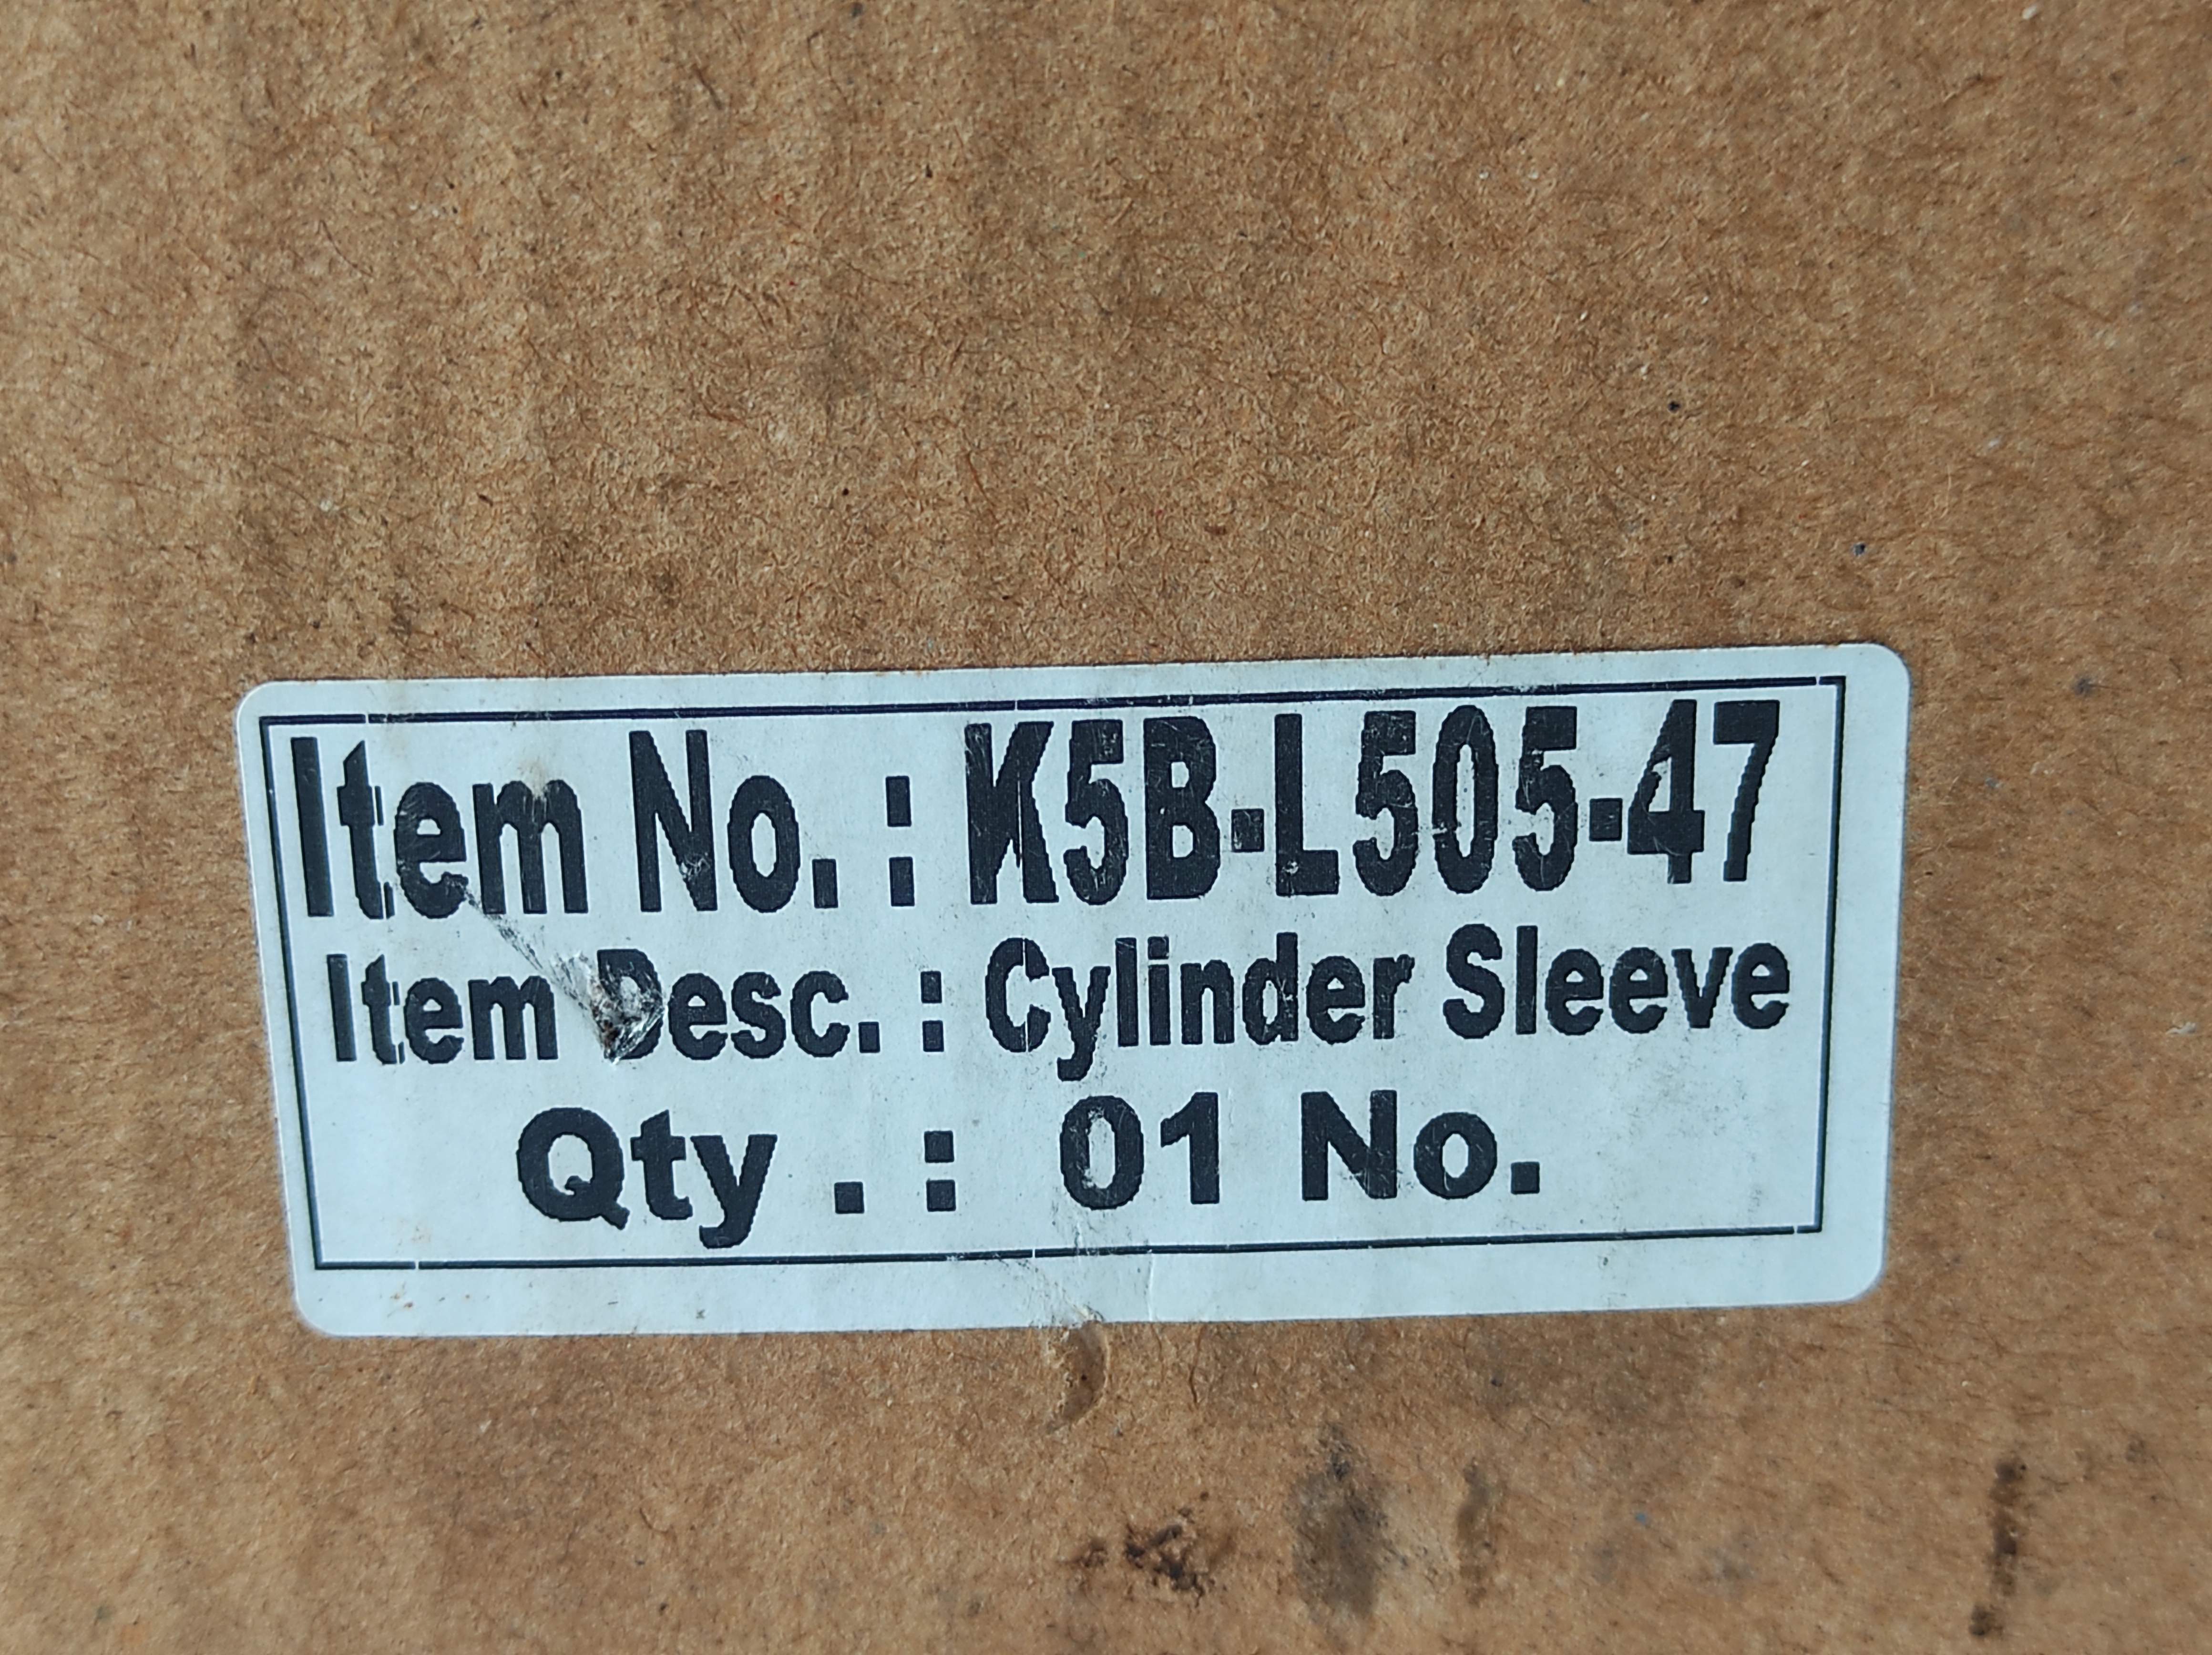 Item No. : K5B-L505-47
Item Desc. : Cylinder Sleeve
Qty . : 01 No.